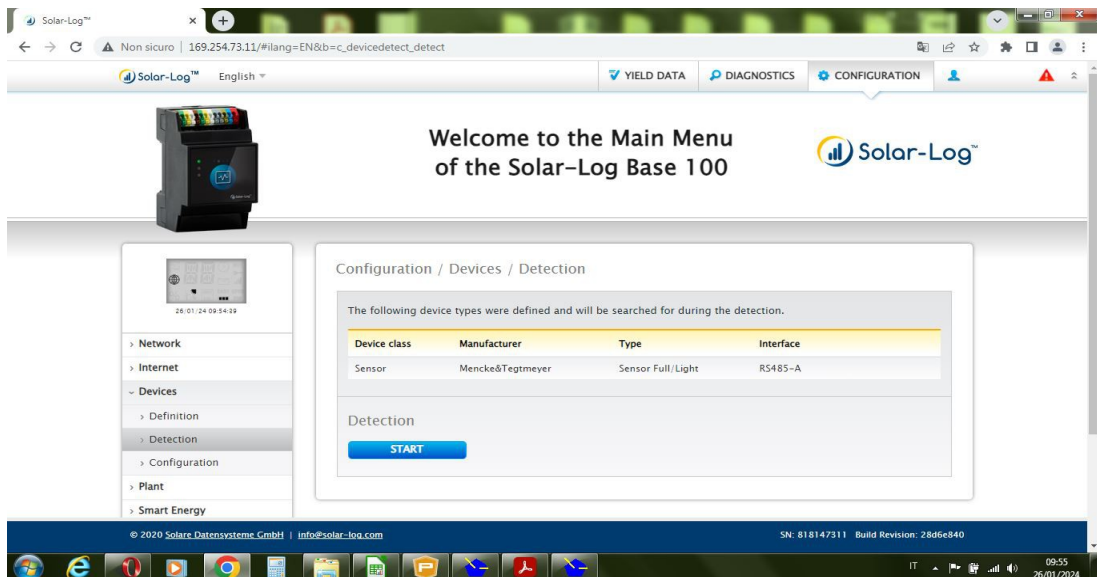 Solar-Log™
Non sicuro | 169.254.73.11/#ilang=EN&b=c_devicedetect_detect
Solar-Log™ English YIELD DATA DIAGNOSTICS CONFIGURATION
Welcome to the Main Menu
of the Solar-Log Base 100
Solar-Log™
26/01/24 09:54:39
Network
Internet
Devices
Definition
Detection
Configuration
Plant
Smart Energy
Configuration / Devices / Detection
The following device types were defined and will be searched for during the detection.
Device class Manufacturer Type Interface
Sensor Mencke&Tegtmeyer Sensor Full/Light RS485-A
Detection
START
© 2020 Solare Datensysteme GmbH | info@solar-log.com SN: 818147311 Build Revision: 28d6e840
IT 09:55
26/01/2024